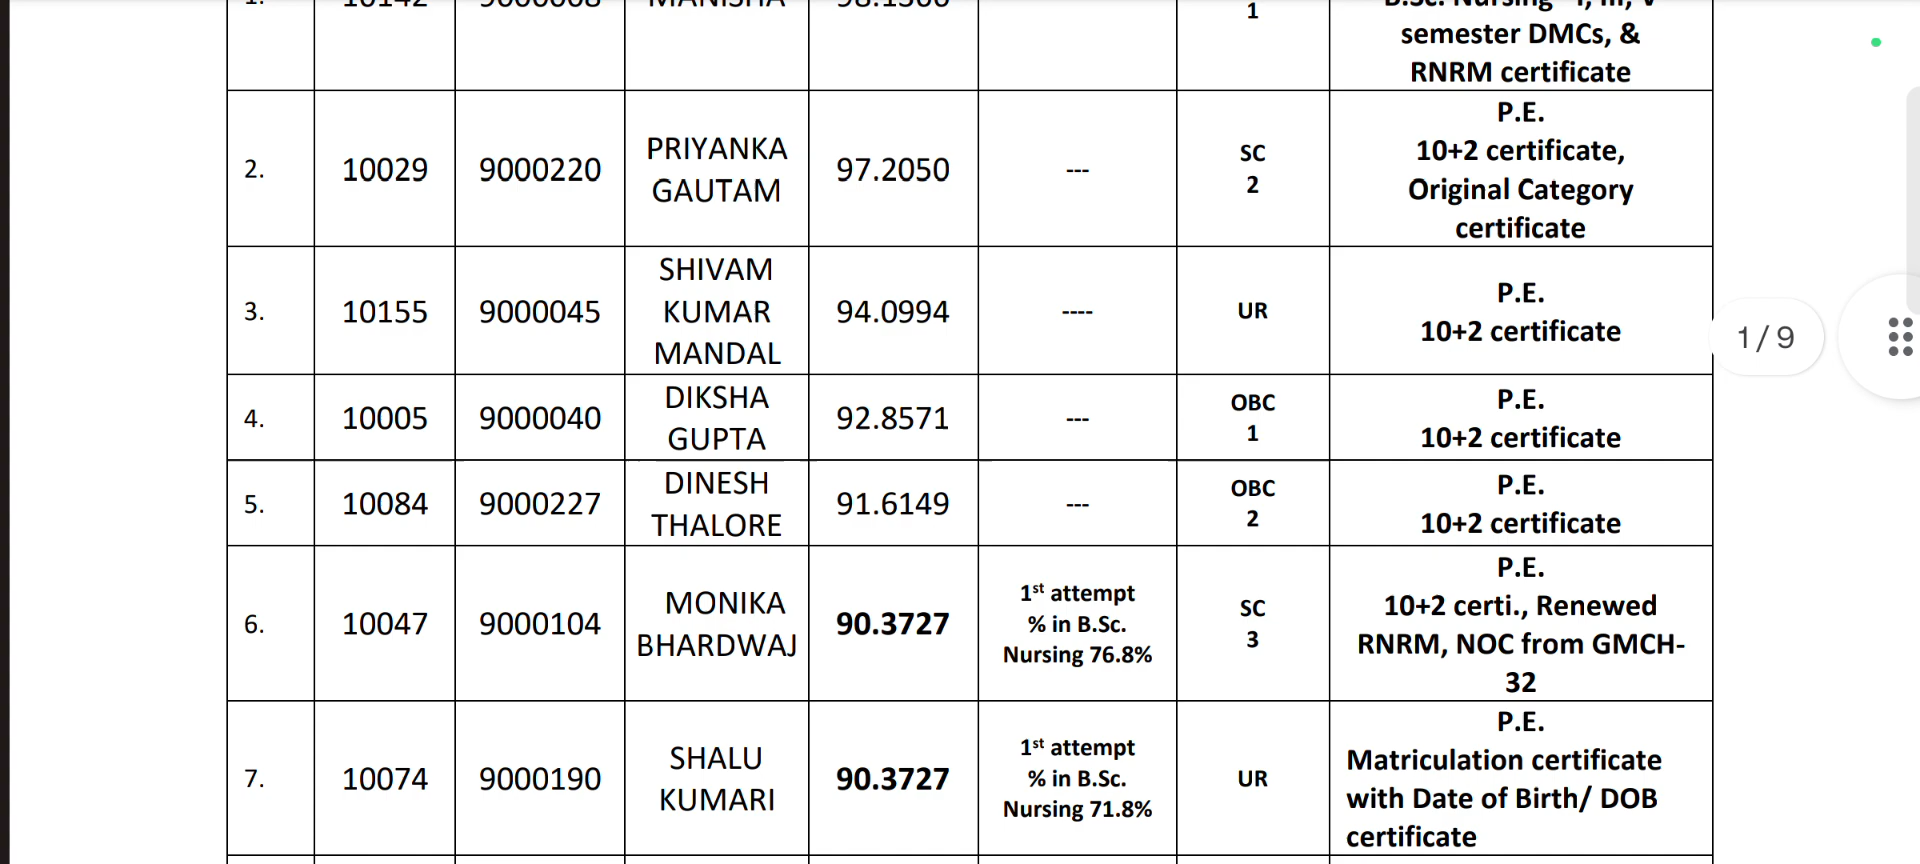 1.
10142
9000068
MANISHA
98.1366
1
B.Sc. Nursing - I, III, V
semester DMCs, &
RNRM certificate
2.
10029
9000220
PRIYANKA
GAUTAM
97.2050
---
SC
2
P.E.
10+2 certificate,
Original Category
certificate
3.
10155
9000045
SHIVAM
KUMAR
MANDAL
94.0994
----
UR
P.E.
10+2 certificate
4.
10005
9000040
DIKSHA
GUPTA
92.8571
---
OBC
1
P.E.
10+2 certificate
5.
10084
9000227
DINESH
THALORE
91.6149
---
OBC
2
P.E.
10+2 certificate
6.
10047
9000104
MONIKA
BHARDWAJ
90.3727
1st attempt
% in B.Sc.
Nursing 76.8%
SC
3
P.E.
10+2 certi., Renewed
RNRM, NOC from GMCH-
32
7.
10074
9000190
SHALU
KUMARI
90.3727
1st attempt
% in B.Sc.
Nursing 71.8%
UR
P.E.
Matriculation certificate
with Date of Birth/ DOB
certificate
1 / 9